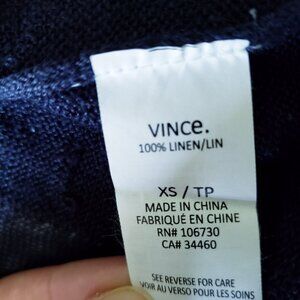 VINCE.
100% LINEN/LIN
XS / TP
MADE IN CHINA
FABRIQUÉ EN CHINE
RN# 106730
CA# 34460
SEE REVERSE FOR CARE
VOIR AU VERSO POUR LES SOINS